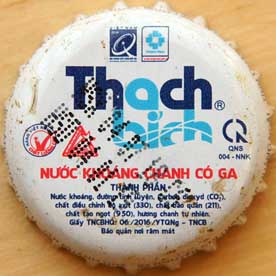 Thạch
bích
®
QNS
004 - NNK
NƯỚC KHOÁNG CHANH CÓ GA
THÀNH PHẦN
Nước khoáng, đường tinh luyện, carbon dioxyd (CO₂),
chất điều chỉnh độ axit (330), chất bảo quản (211),
chất tạo ngọt (950), hương chanh tự nhiên.
Giấy TNCBHQ: 06/2016/YTQNg - TNCB
Bảo quản nơi râm mát